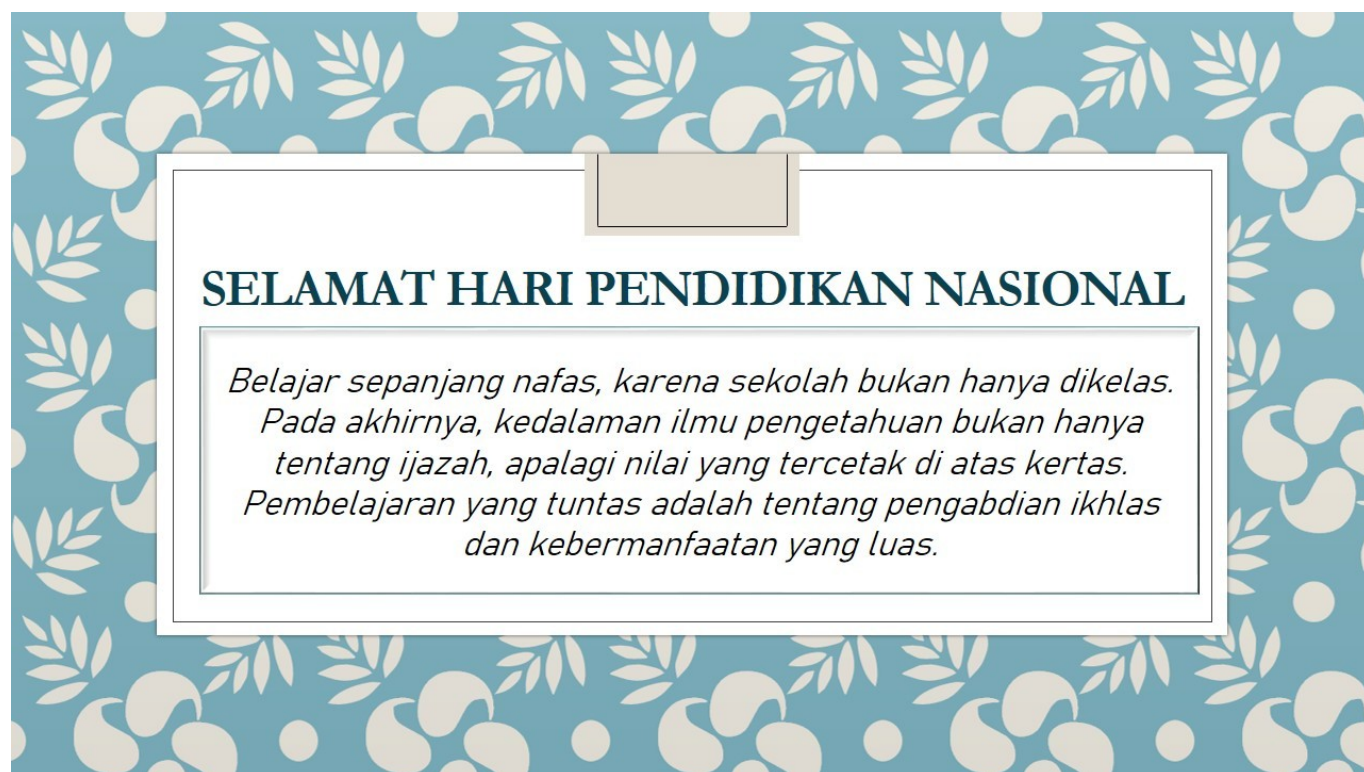 SELAMAT HARI PENDIDIKAN NASIONAL
Belajar sepanjang nafas, karena sekolah bukan hanya dikelas.
Pada akhirnya, kedalaman ilmu pengetahuan bukan hanya
tentang ijazah, apalagi nilai yang tercetak di atas kertas.
Pembelajaran yang tuntas adalah tentang pengabdian ikhlas
dan kebermanfaatan yang luas.